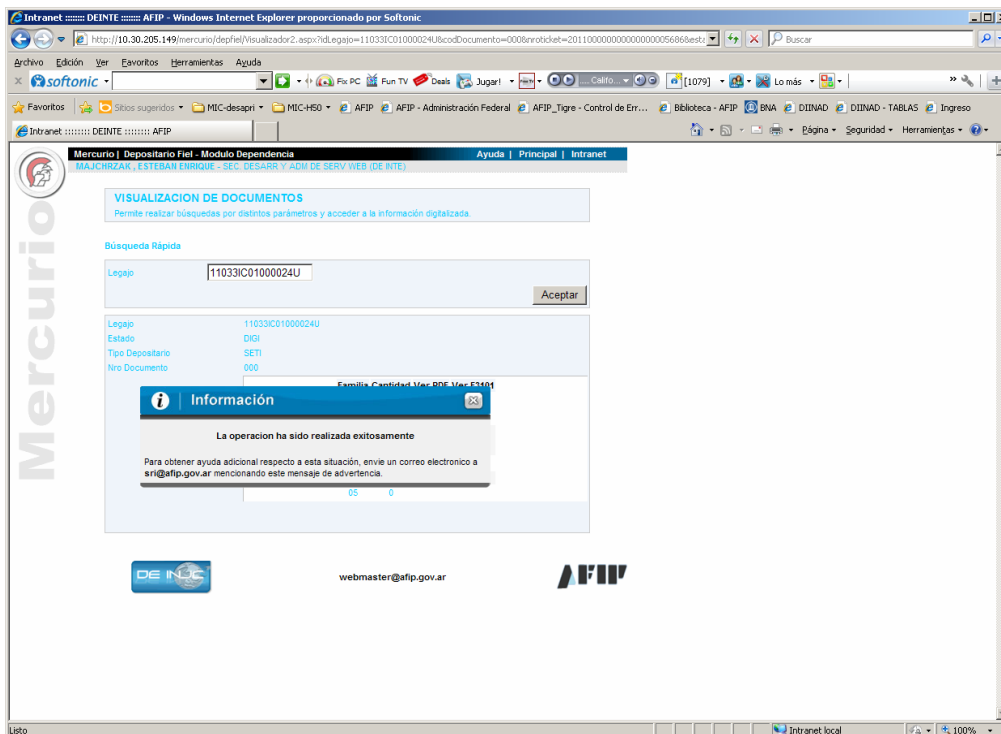 Intranet :::::::: DEINTE :::::::: AFIP - Windows Internet Explorer proporcionado por Softonic
http://10.30.205.149/mercurio/depfiel/Visualizador2.aspx?idLegajo=11033IC01000024U&codDocumento=000&nroticket=
Buscar
Archivo Edición Ver Favoritos Herramientas Ayuda
softonic Fix PC Fun TV Deals Jugar! Califo... [1079] Lo más
Favoritos Sitios sugeridos MIC-desapri MIC-H50 AFIP AFIP - Administración Federal AFIP_Tigre - Control de Err... Biblioteca - AFIP BNA DIINAD DIINAD - TABLAS Ingreso
Intranet :::::::: DEINTE :::::::: AFIP
Página Seguridad Herramientas
Mercurio | Depositario Fiel - Modulo Dependencia Ayuda | Principal | Intranet
MAJCHRZAK , ESTEBAN ENRIQUE - SEC. DESARR Y ADM DE SERV WEB (DE INTE)
Mercurio
VISUALIZACION DE DOCUMENTOS
Permite realizar búsquedas por distintos parámetros y acceder a la información digitalizada.
Búsqueda Rápida
Legajo 11033IC01000024U
Aceptar
Legajo 11033IC01000024U
Estado DIGI
Tipo Depositario SETI
Nro Documento 000
Familia Cantidad Ver PDF Ver F3101
i | Información
La operacion ha sido realizada exitosamente
Para obtener ayuda adicional respecto a esta situación, envie un correo electronico a
sri@afip.gov.ar mencionando este mensaje de advertencia.
05 0
webmaster@afip.gov.ar
AFIP
Listo Intranet local 100%